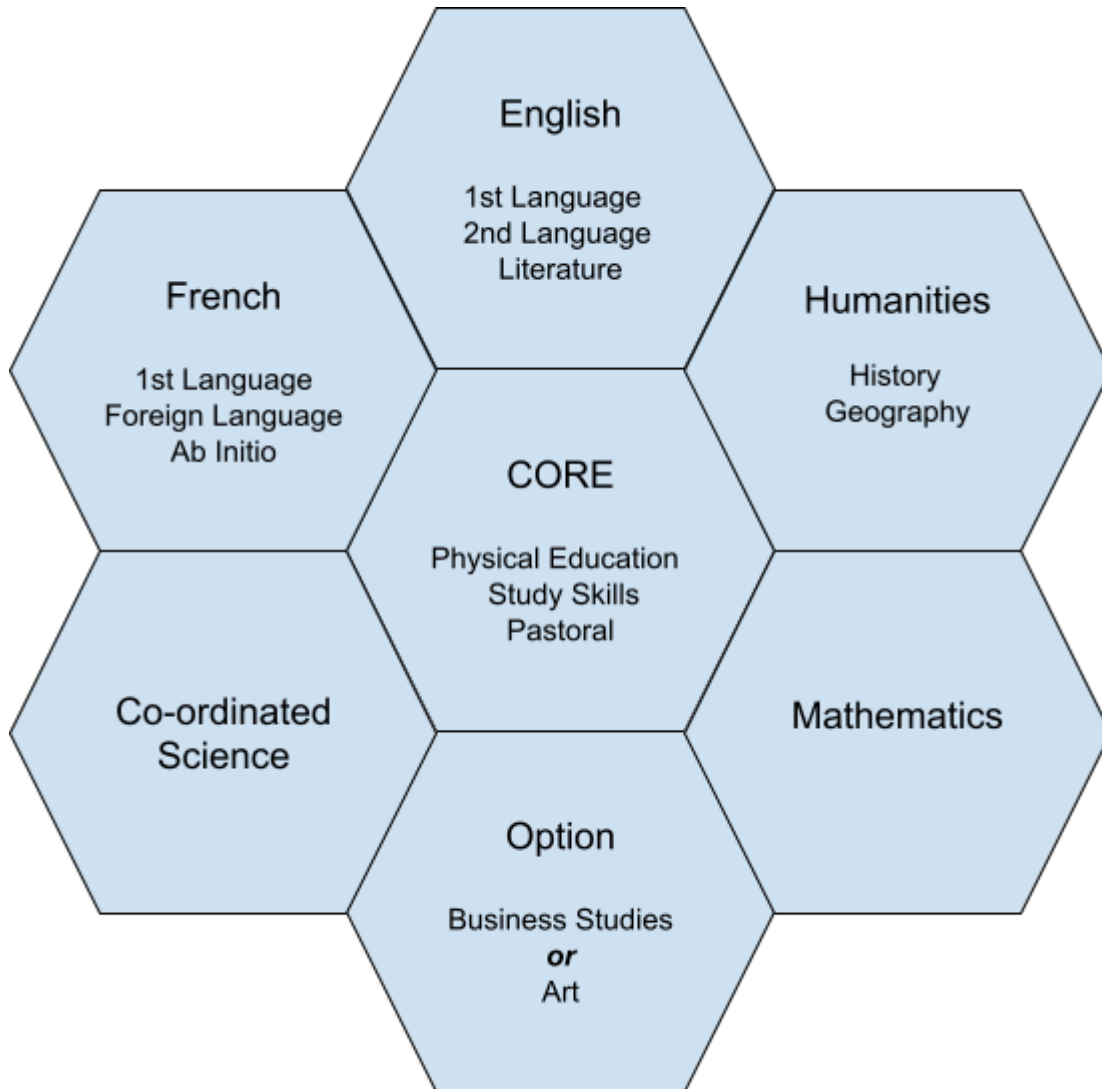 English
1st Language
2nd Language
Literature
French
1st Language
Foreign Language
Ab Initio
Humanities
History
Geography
CORE
Physical Education
Study Skills
Pastoral
Co-ordinated
Science
Mathematics
Option
Business Studies
or
Art